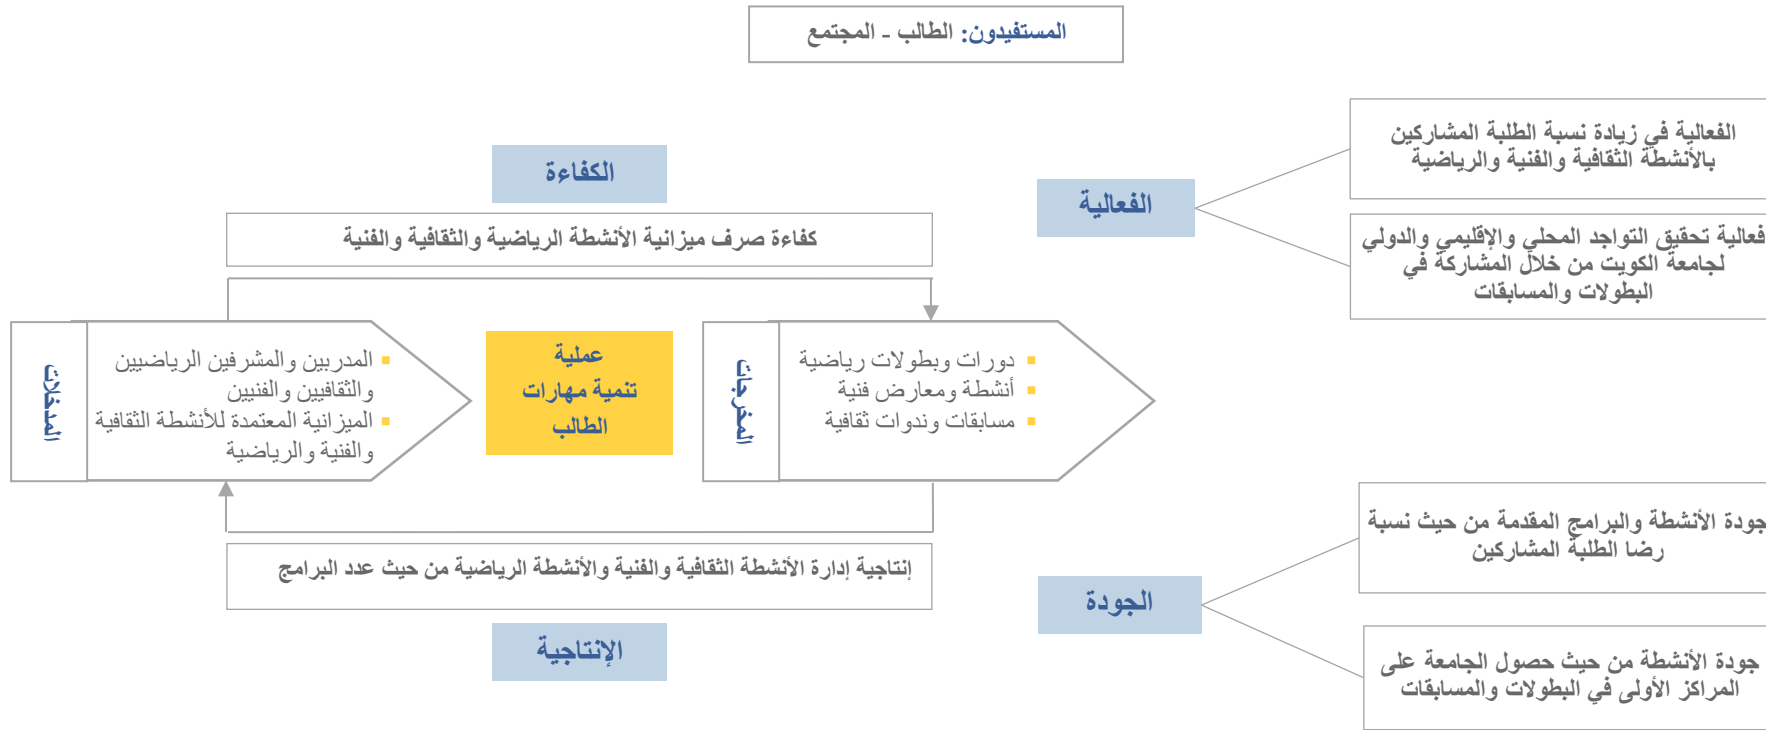 المستفيدون: الطالب - المجتمع
الكفاءة
كفاءة صرف ميزانية الأنشطة الرياضية والثقافية والفنية
الفعالية
الفعالية في زيادة نسبة الطلبة المشاركين
بالأنشطة الثقافية والفنية والرياضية
فعالية تحقيق التواجد المحلي والإقليمي والدولي
لجامعة الكويت من خلال المشاركة في
البطولات والمسابقات
المدخلات
▪ المدربين والمشرفين الرياضيين
والثقافيين والفنيين
▪ الميزانية المعتمدة للأنشطة الثقافية
والفنية والرياضية
عملية
تنمية مهارات
الطالب
المخرجات
▪ دورات وبطولات رياضية
▪ أنشطة ومعارض فنية
▪ مسابقات وندوات ثقافية
إنتاجية إدارة الأنشطة الثقافية والفنية والأنشطة الرياضية من حيث عدد البرامج
الإنتاجية
الجودة
جودة الأنشطة والبرامج المقدمة من حيث نسبة
رضا الطلبة المشاركين
جودة الأنشطة من حيث حصول الجامعة على
المراكز الأولى في البطولات والمسابقات